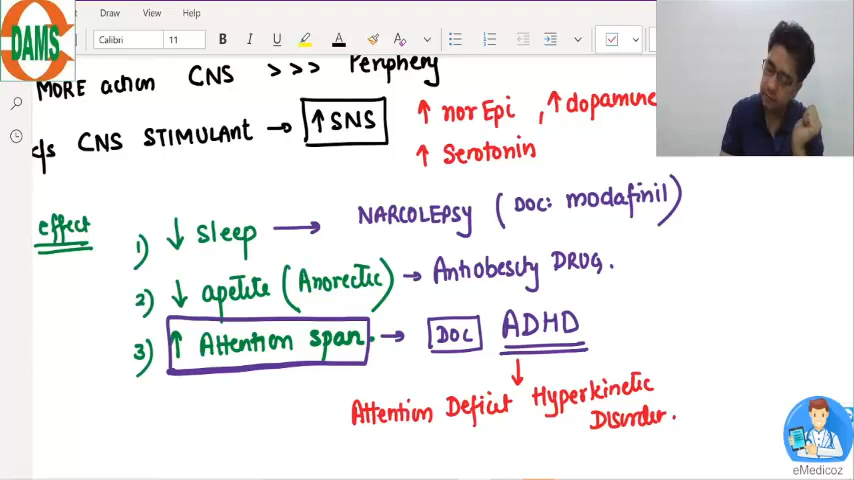 DAMS
Draw View Help
Calibri 11 B I U A
MORE action CNS >>> Periphery
c/s CNS STIMULANT → ↑ SNS ↑ nor Epi , ↑ dopamine
↑ Serotonin
effect
1) ↓ sleep → NARCOLEPSY (DOC: modafinil)
2) ↓ apetite (Anorectic) → Antiobesity DRUG.
3) ↑ Attention span. → DOC ADHD
↓
Attention Deficit Hyperkinetic
Disorder.
eMedicoz